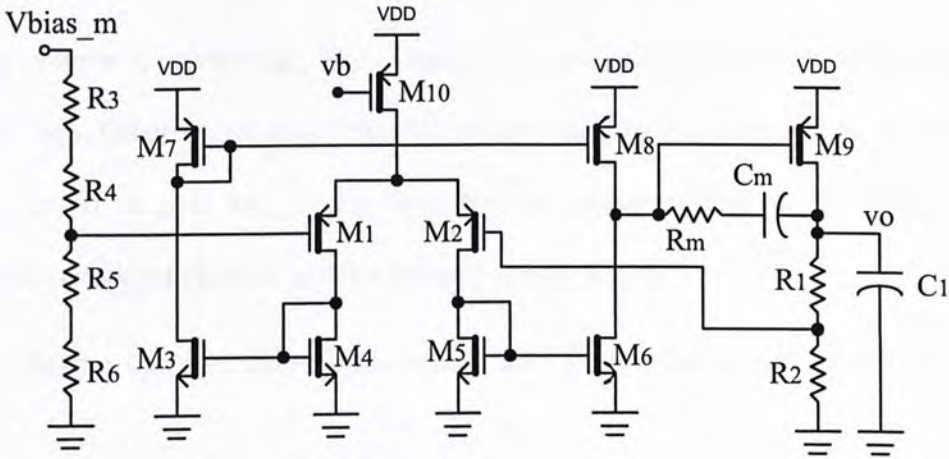 Vbias_m
VDD
VDD
VDD
VDD
vb
R3
M10
M7
M8
M9
R4
Cm
M1
M2
Rm
vo
R5
R1
C1
M3
M4
M5
M6
R6
R2